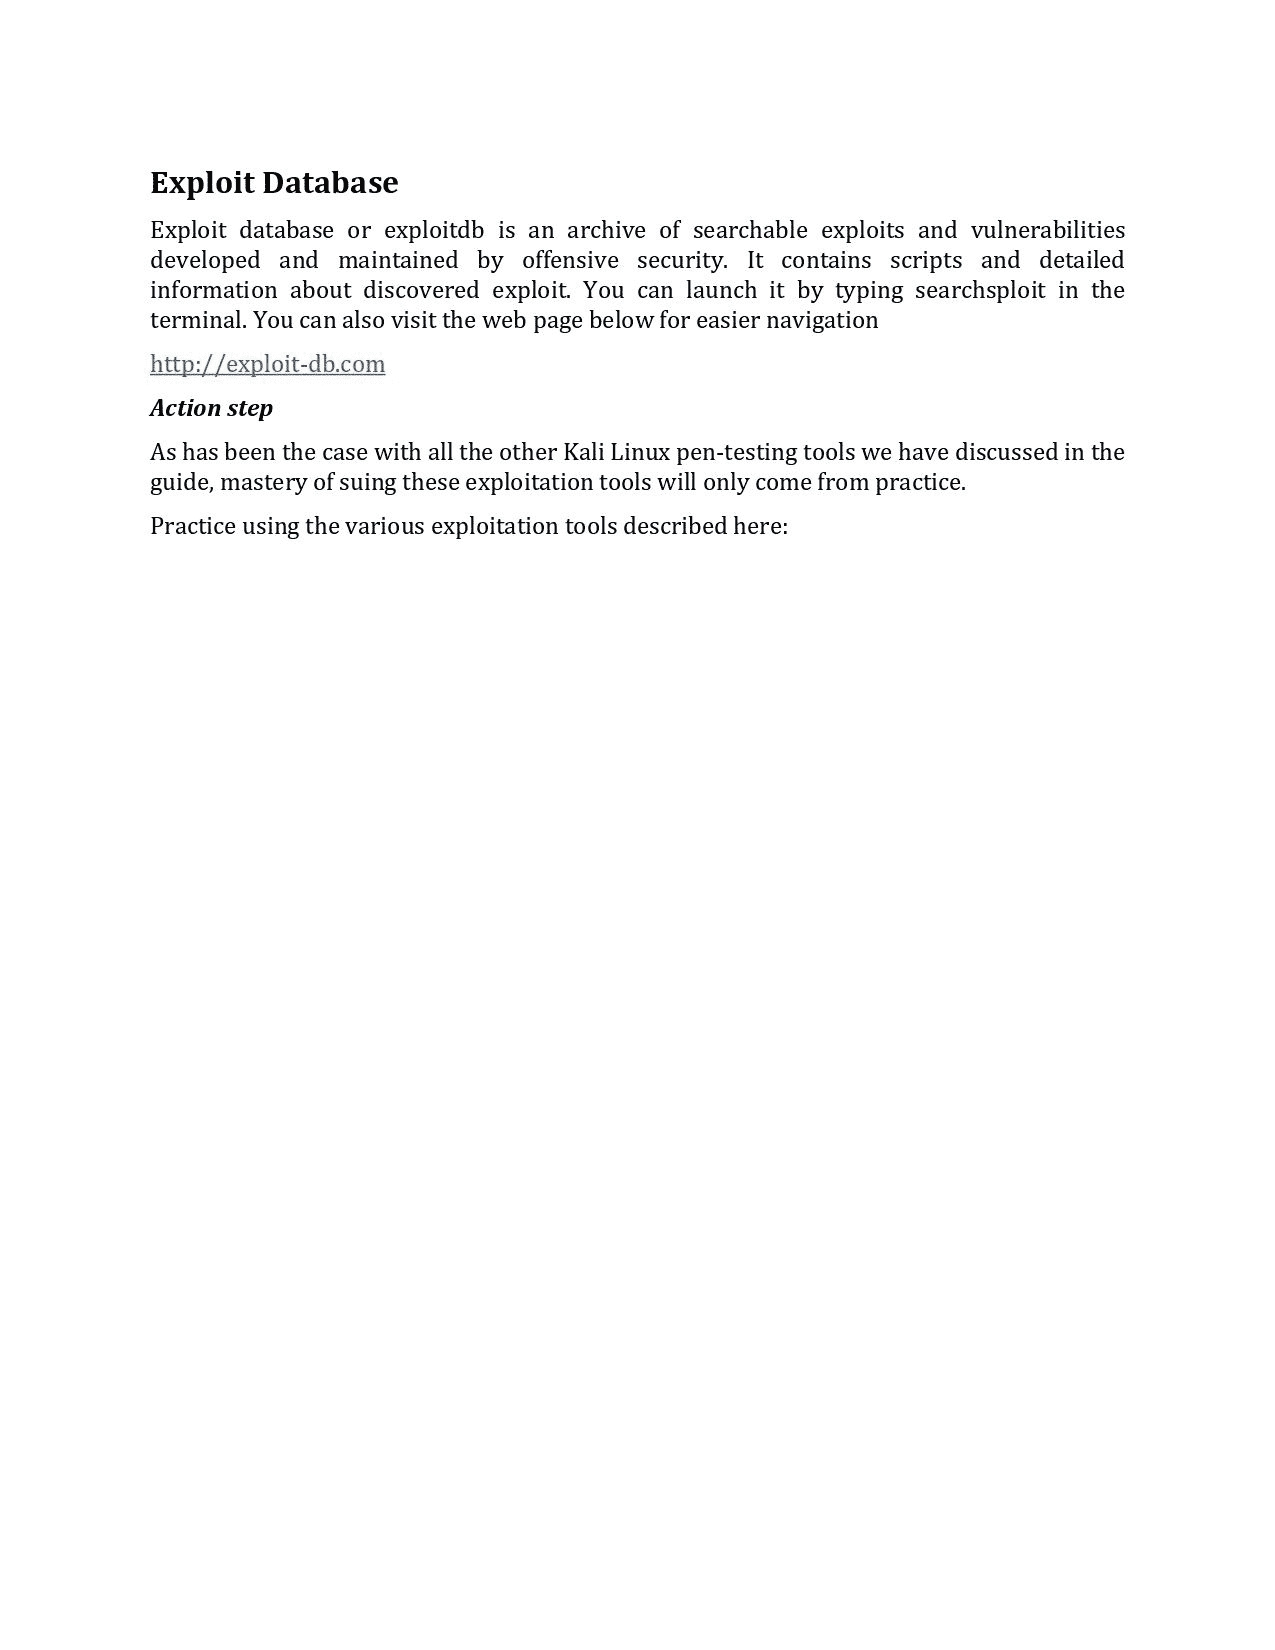 Exploit Database
Exploit database or exploitdb is an archive of searchable exploits and vulnerabilities
developed and maintained by offensive security. It contains scripts and detailed
information about discovered exploit. You can launch it by typing searchsploit in the
terminal. You can also visit the web page below for easier navigation
http://exploit-db.com
Action step
As has been the case with all the other Kali Linux pen-testing tools we have discussed in the
guide, mastery of suing these exploitation tools will only come from practice.
Practice using the various exploitation tools described here: